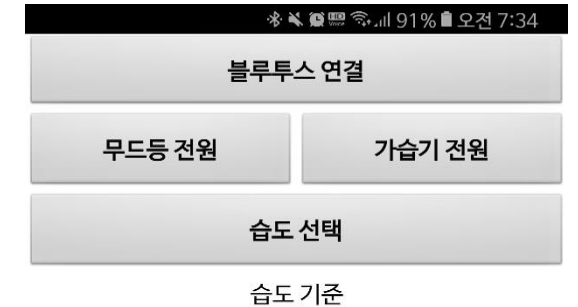 91% 오전 7:34
블루투스 연결
무드등 전원 가습기 전원
습도 선택
습도 기준